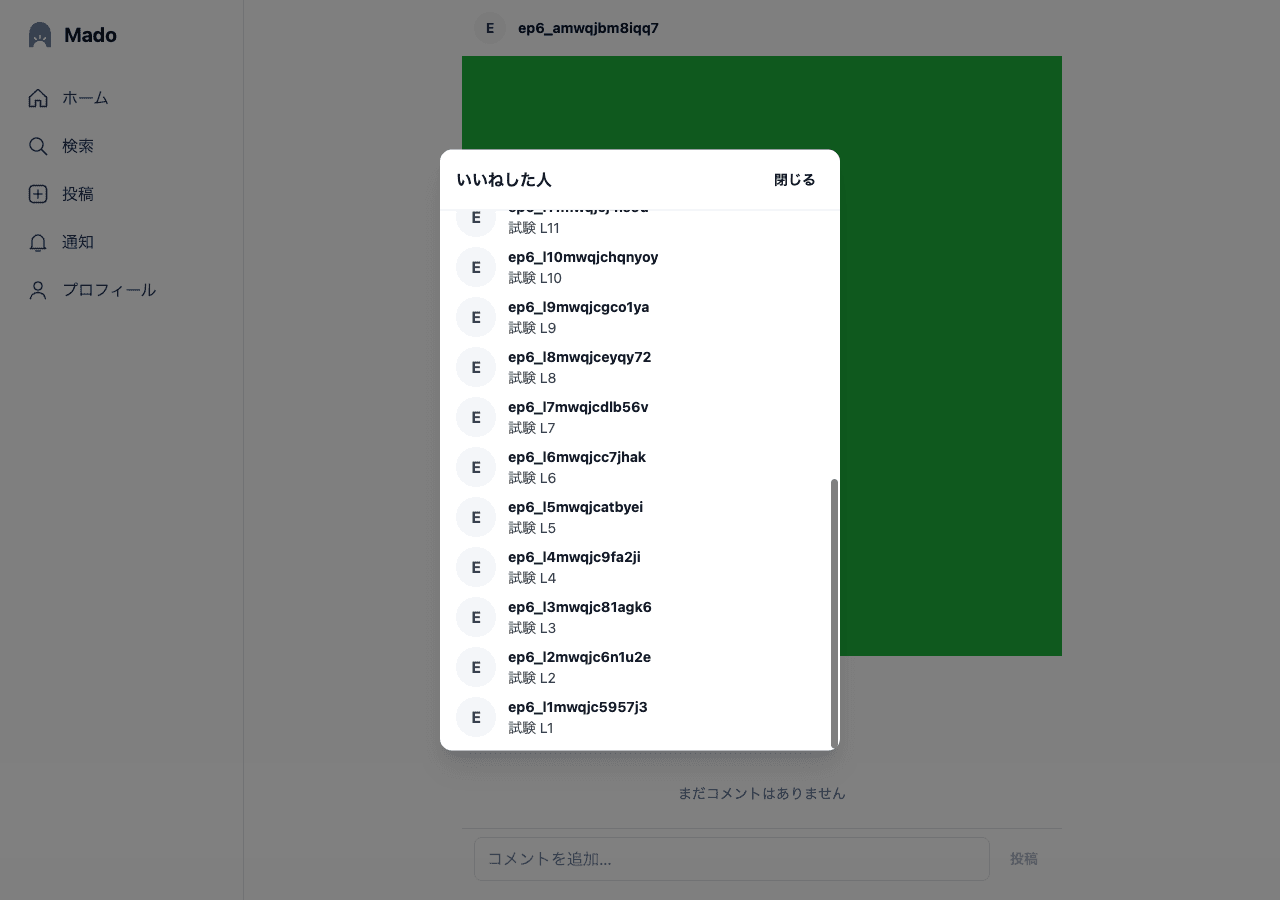 Mado
ホーム
検索
投稿
通知
プロフィール
E
ep6_amwqjbm8iqq7
いいねした人
閉じる
E
試験 L11
E
ep6_l10mwqjchqnyoy
試験 L10
E
ep6_l9mwqjcgco1ya
試験 L9
E
ep6_l8mwqjceyqy72
試験 L8
E
ep6_l7mwqjcdlb56v
試験 L7
E
ep6_l6mwqjcc7jhak
試験 L6
E
ep6_l5mwqjcatbyei
試験 L5
E
ep6_l4mwqjc9fa2ji
試験 L4
E
ep6_l3mwqjc81agk6
試験 L3
E
ep6_l2mwqjc6n1u2e
試験 L2
E
ep6_l1mwqjc5957j3
試験 L1
まだコメントはありません
コメントを追加...
投稿